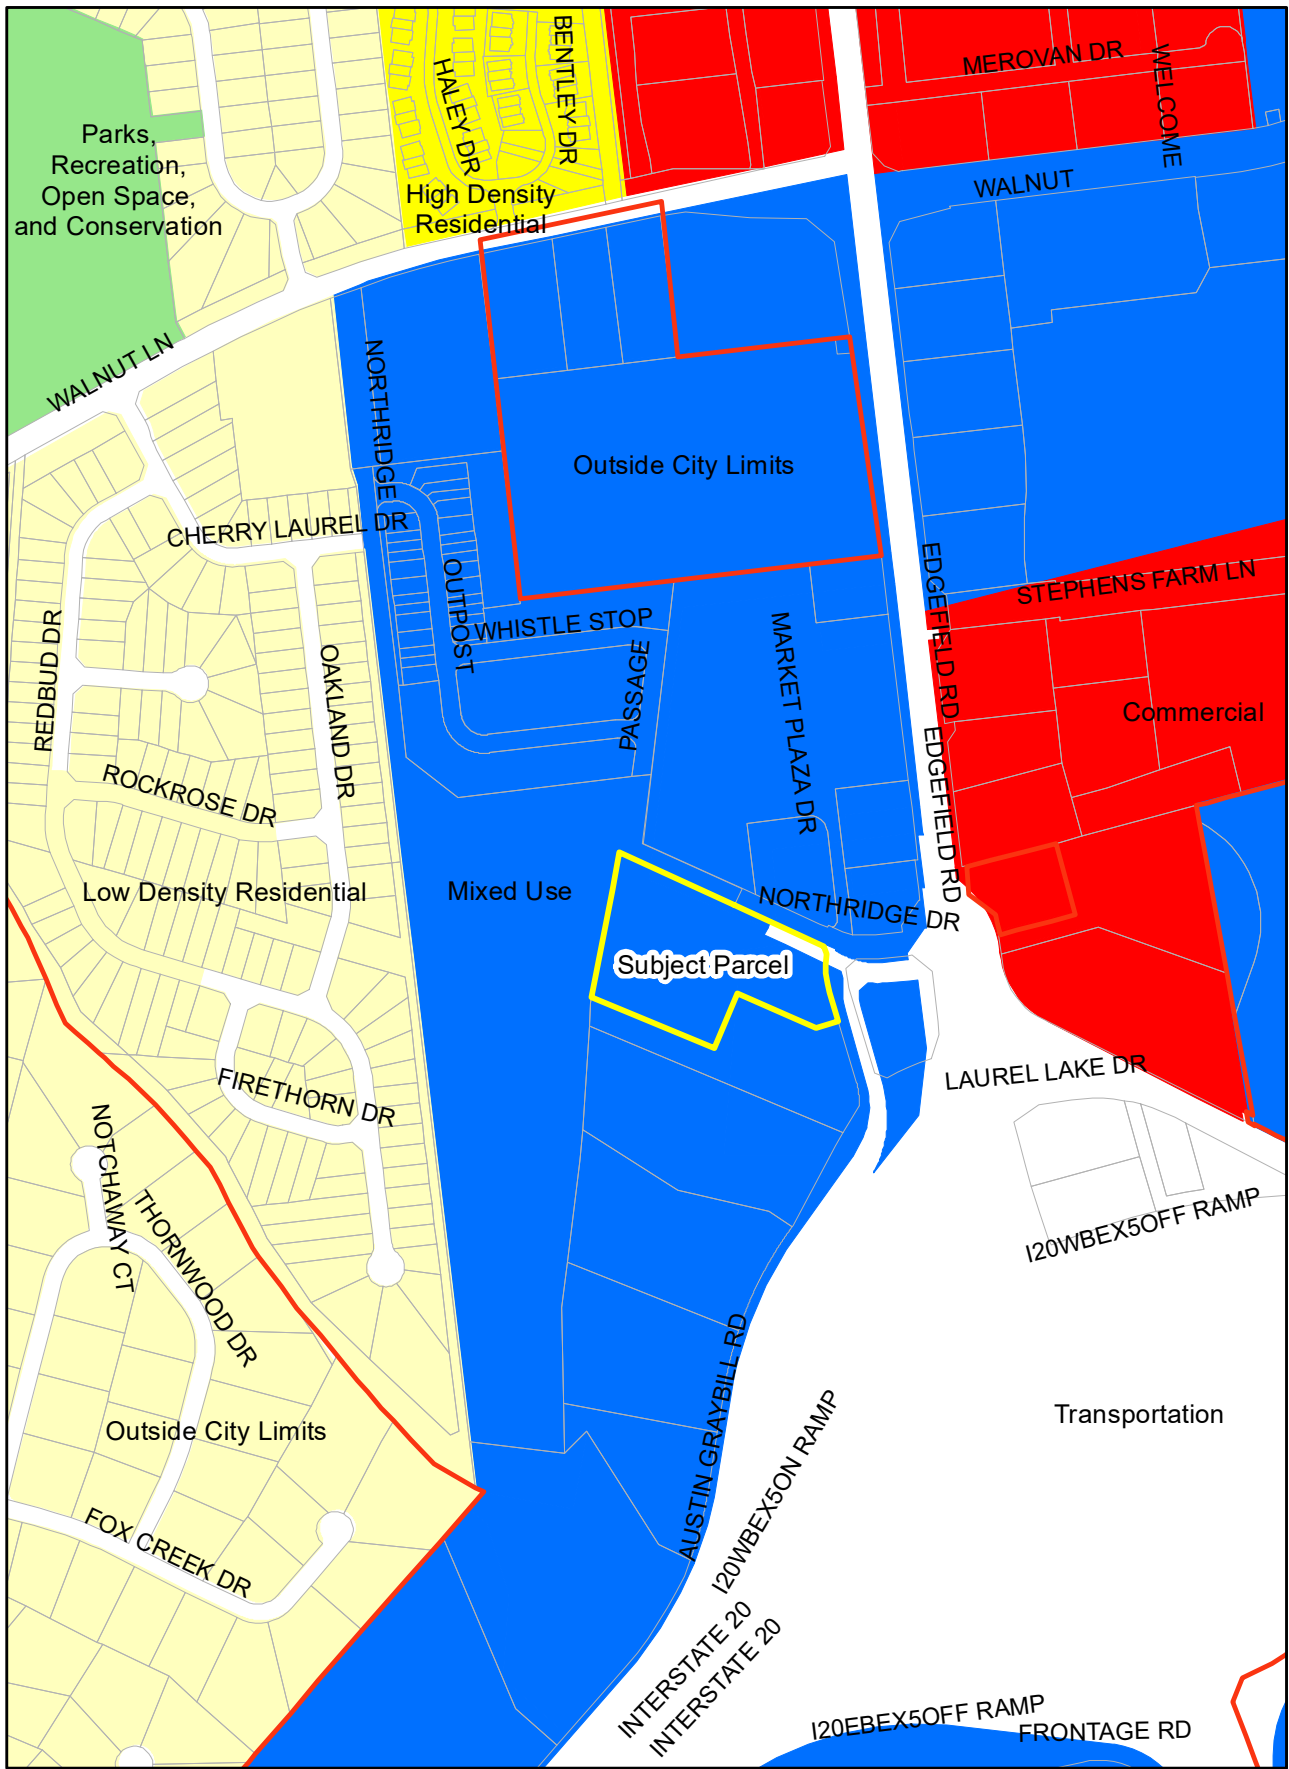 BENTLEY DR
MEROVAN DR
WELCOME
HALEY DR
Parks,
Recreation,
Open Space,
and Conservation
High Density
Residential
WALNUT
WALNUT LN
NORTHRIDGE
Outside City Limits
CHERRY LAUREL DR
OUTPOST
EDGEFIELD RD
STEPHENS FARM LN
WHISTLE STOP
REDBUD DR
OAKLAND DR
PASSAGE
MARKET PLAZA DR
Commercial
EDGEFIELD RD
ROCKROSE DR
Low Density Residential
Mixed Use
NORTHRIDGE DR
Subject Parcel
LAUREL LAKE DR
FIRETHORN DR
NOTCHAWAY CT
THORNWOOD DR
I20WBEX5OFF RAMP
AUSTIN GRAYBILL RD
I20WBEX5ON RAMP
Transportation
Outside City Limits
FOX CREEK DR
INTERSTATE 20
INTERSTATE 20
I20EBEX5OFF RAMP
FRONTAGE RD